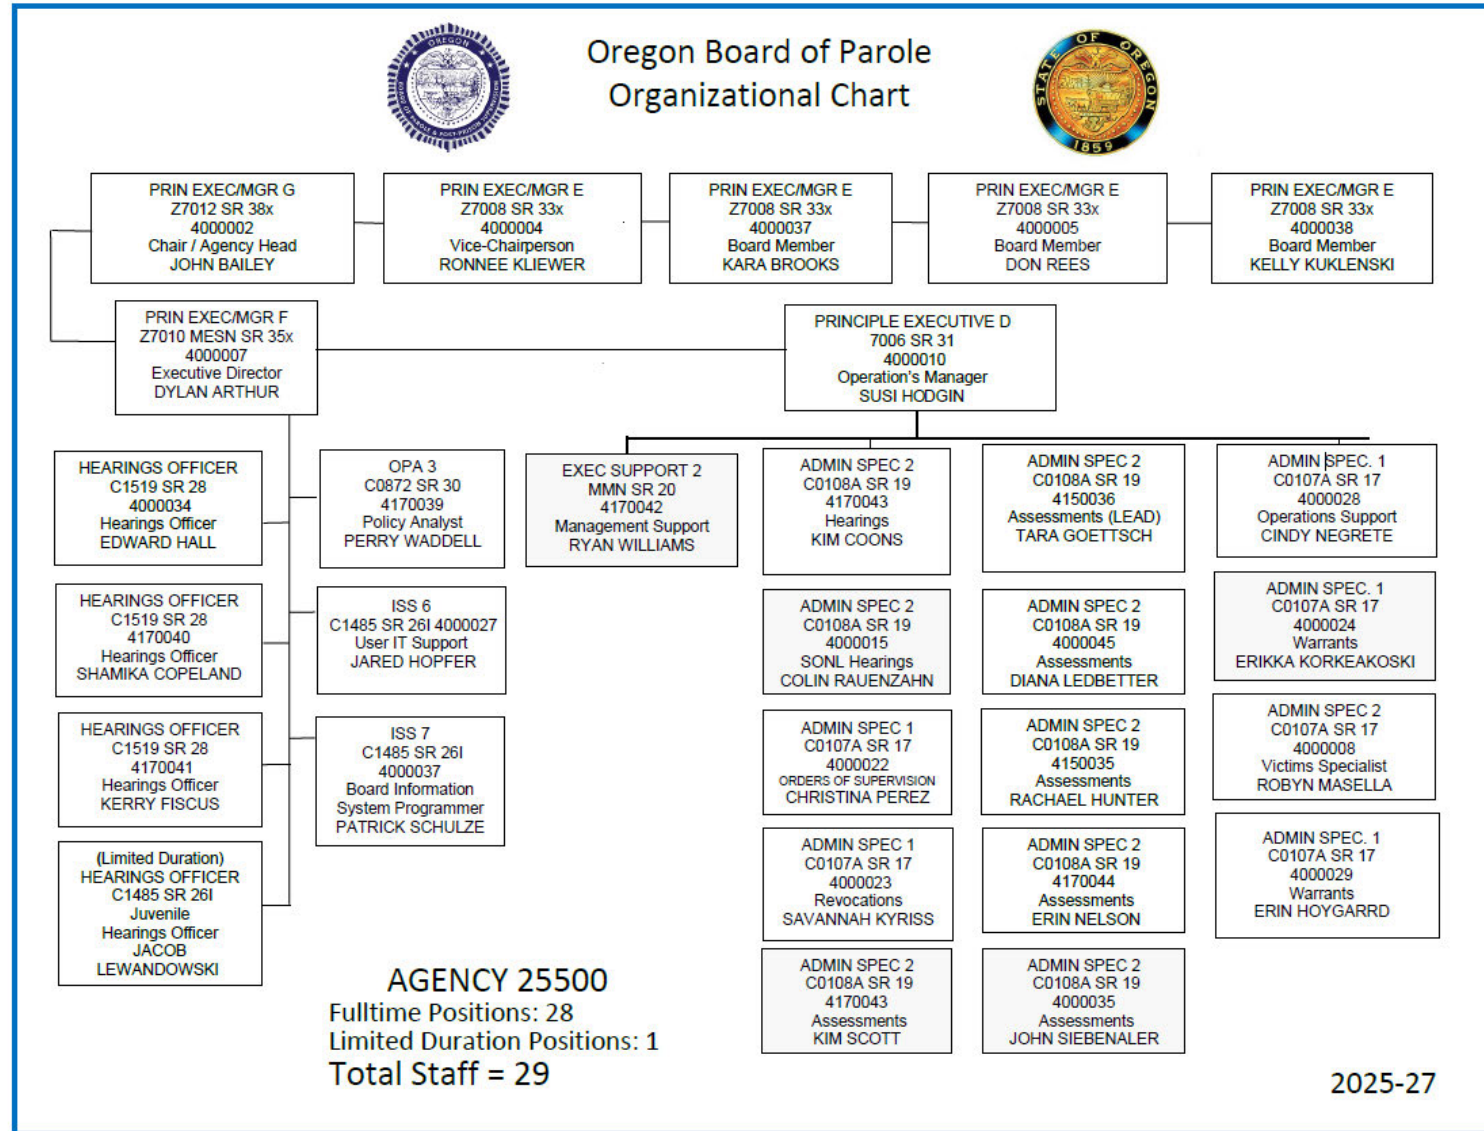 Oregon Board of Parole
Organizational Chart
OREGON
BOARD OF PAROLE & POST-PRISON
STATE OF OREGON
1859
PRIN EXEC/MGR G
Z7012 SR 38x
4000002
Chair / Agency Head
JOHN BAILEY
PRIN EXEC/MGR E
Z7008 SR 33x
4000004
Vice-Chairperson
RONNEE KLIEWER
PRIN EXEC/MGR E
Z7008 SR 33x
4000037
Board Member
KARA BROOKS
PRIN EXEC/MGR E
Z7008 SR 33x
4000005
Board Member
DON REES
PRIN EXEC/MGR E
Z7008 SR 33x
4000038
Board Member
KELLY KUKLENSKI
PRIN EXEC/MGR F
Z7010 MESN SR 35x
4000007
Executive Director
DYLAN ARTHUR
PRINCIPLE EXECUTIVE D
7006 SR 31
4000010
Operation's Manager
SUSI HODGIN
HEARINGS OFFICER
C1519 SR 28
4000034
Hearings Officer
EDWARD HALL
HEARINGS OFFICER
C1519 SR 28
4170040
Hearings Officer
SHAMIKA COPELAND
HEARINGS OFFICER
C1519 SR 28
4170041
Hearings Officer
KERRY FISCUS
(Limited Duration)
HEARINGS OFFICER
C1485 SR 26I
Juvenile
Hearings Officer
JACOB
LEWANDOWSKI
OPA 3
C0872 SR 30
4170039
Policy Analyst
PERRY WADDELL
ISS 6
C1485 SR 26I 4000027
User IT Support
JARED HOPFER
ISS 7
C1485 SR 26I
4000037
Board Information
System Programmer
PATRICK SCHULZE
EXEC SUPPORT 2
MMN SR 20
4170042
Management Support
RYAN WILLIAMS
ADMIN SPEC 2
C0108A SR 19
4170043
Hearings
KIM COONS
ADMIN SPEC 2
C0108A SR 19
4000015
SONL Hearings
COLIN RAUENZAHN
ADMIN SPEC 1
C0107A SR 17
4000022
ORDERS OF SUPERVISION
CHRISTINA PEREZ
ADMIN SPEC 1
C0107A SR 17
4000023
Revocations
SAVANNAH KYRISS
ADMIN SPEC 2
C0108A SR 19
4170043
Assessments
KIM SCOTT
ADMIN SPEC 2
C0108A SR 19
4150036
Assessments (LEAD)
TARA GOETTSCH
ADMIN SPEC 2
C0108A SR 19
4000045
Assessments
DIANA LEDBETTER
ADMIN SPEC 2
C0108A SR 19
4150035
Assessments
RACHAEL HUNTER
ADMIN SPEC 2
C0108A SR 19
4170044
Assessments
ERIN NELSON
ADMIN SPEC 2
C0108A SR 19
4000035
Assessments
JOHN SIEBENALER
ADMIN SPEC. 1
C0107A SR 17
4000028
Operations Support
CINDY NEGRETE
ADMIN SPEC. 1
C0107A SR 17
4000024
Warrants
ERIKKA KORKEAKOSKI
ADMIN SPEC 2
C0107A SR 17
4000008
Victims Specialist
ROBYN MASELLA
ADMIN SPEC. 1
C0107A SR 17
4000029
Warrants
ERIN HOYGARRD
AGENCY 25500
Fulltime Positions: 28
Limited Duration Positions: 1
Total Staff = 29
2025-27